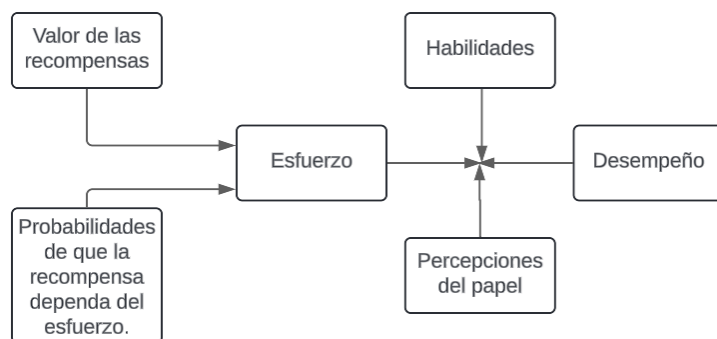 Valor de las
recompensas
Habilidades
Esfuerzo
Desempeño
Probabilidades
de que la
recompensa
dependa del
esfuerzo.
Percepciones
del papel